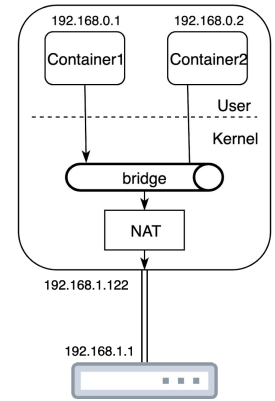 192.168.0.1 192.168.0.2
Container1 Container2
User
Kernel
bridge
NAT
192.168.1.122
192.168.1.1